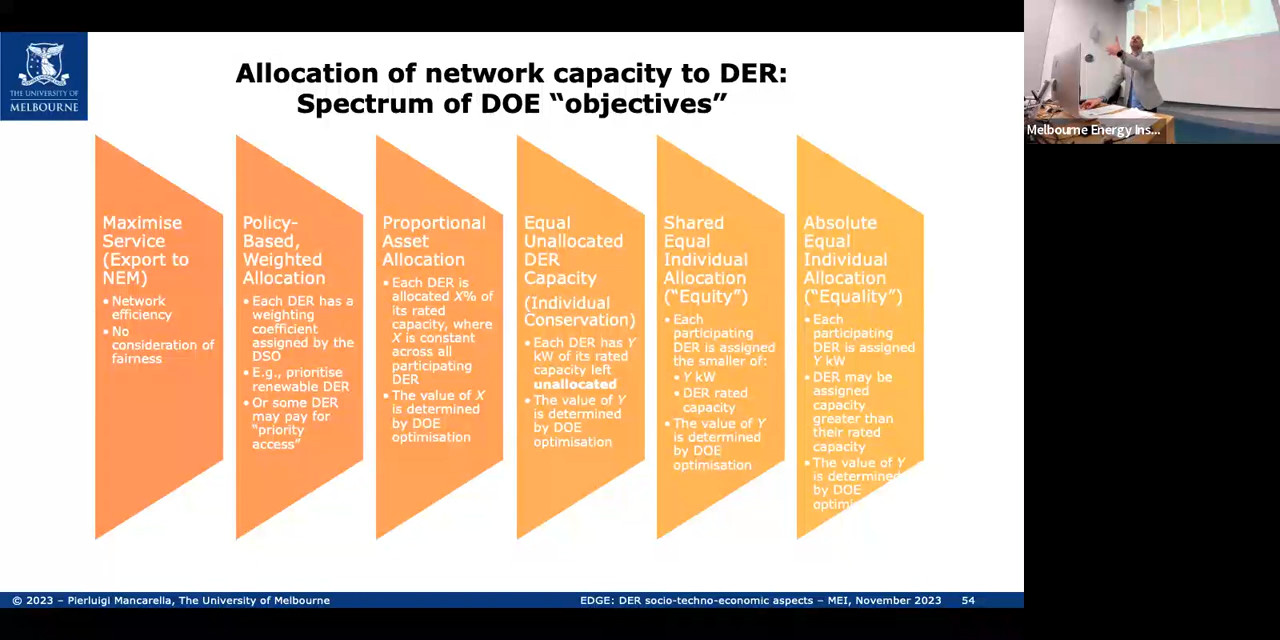 THE UNIVERSITY OF
MELBOURNE
Allocation of network capacity to DER:
Spectrum of DOE “objectives”
Maximise
Service
(Export to
NEM)
• Network
efficiency
• No
consideration of
fairness
Policy-
Based,
Weighted
Allocation
• Each DER has a
weighting
coefficient
assigned by the
DSO
• E.g., prioritise
renewable DER
• Or some DER
may pay for
“priority
access”
Proportional
Asset
Allocation
• Each DER is
allocated X% of
its rated
capacity, where
X is constant
across all
participating
DER
• The value of X
is determined
by DOE
optimisation
Equal
Unallocated
DER
Capacity
(Individual
Conservation)
• Each DER has Y
kW of its rated
capacity left
unallocated
• The value of Y
is determined
by DOE
optimisation
Shared
Equal
Individual
Allocation
(“Equity”)
• Each
participating
DER is assigned
the smaller of:
• Y kW
• DER rated
capacity
• The value of Y
is determined
by DOE
optimisation
Absolute
Equal
Individual
Allocation
(“Equality”)
• Each
participating
DER is assigned
Y kW
• DER may be
assigned
capacity
greater than
their rated
capacity
• The value of Y
is determined
by DOE
© 2023 – Pierluigi Mancarella, The University of Melbourne
EDGE: DER socio-techno-economic aspects – MEI, November 2023 54
Melbourne Energy Ins...